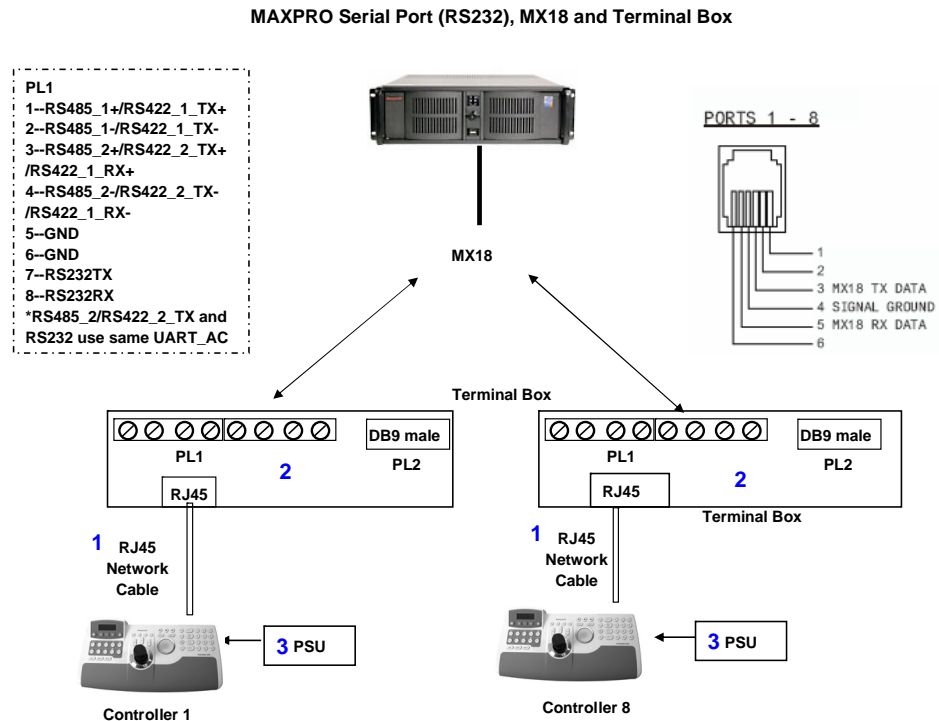 MAXPRO Serial Port (RS232), MX18 and Terminal Box
PL1
1--RS485_1+/RS422_1_TX+
2--RS485_1-/RS422_1_TX-
3--RS485_2+/RS422_2_TX+
/RS422_1_RX+
4--RS485_2-/RS422_2_TX-
/RS422_1_RX-
5--GND
6--GND
7--RS232TX
8--RS232RX
*RS485_2/RS422_2_TX and
RS232 use same UART_AC
PORTS 1 - 8
1
2
3 MX18 TX DATA
4 SIGNAL GROUND
5 MX18 RX DATA
6
MX18
Terminal Box
PL1
2
DB9 male
PL2
RJ45
1 RJ45
Network
Cable
3 PSU
Controller 1
PL1
2
DB9 male
PL2
RJ45
Terminal Box
1 RJ45
Network
Cable
3 PSU
Controller 8